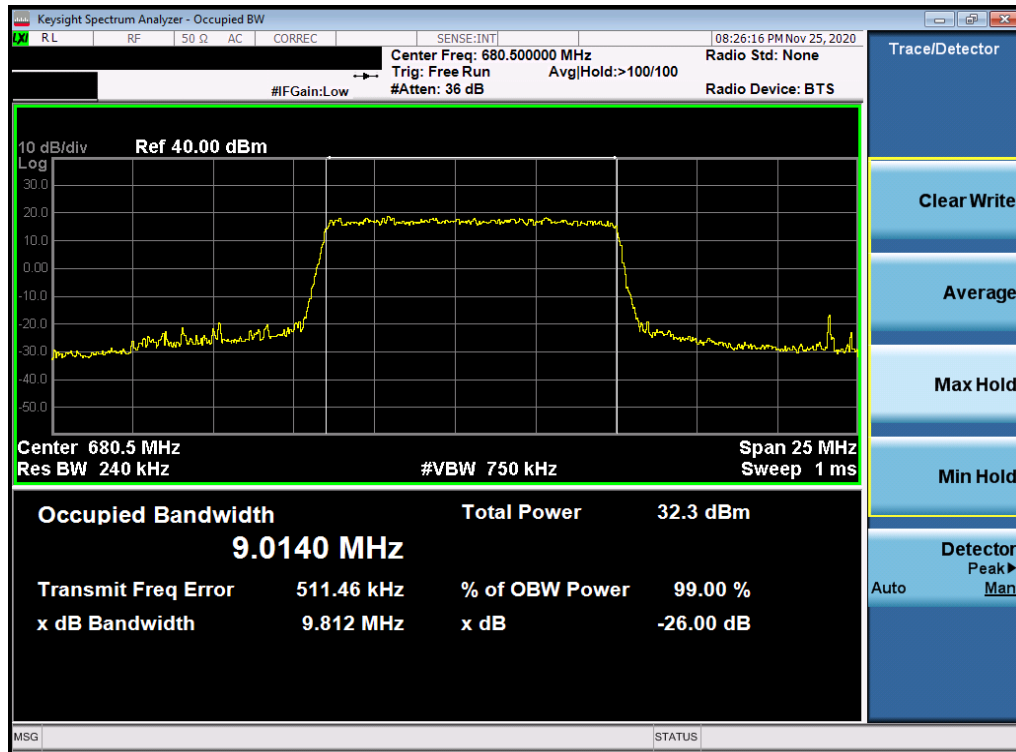 Keysight Spectrum Analyzer - Occupied BW
LXI RL RF 50 Ω AC CORREC SENSE:INT 08:26:16 PM Nov 25, 2020
Center Freq: 680.500000 MHz Radio Std: None
Trig: Free Run Avg|Hold:>100/100
#IFGain:Low #Atten: 36 dB Radio Device: BTS
10 dB/div Ref 40.00 dBm
Log
30.0
20.0
10.0
0.00
-10.0
-20.0
-30.0
-40.0
-50.0
Center 680.5 MHz Span 25 MHz
Res BW 240 kHz #VBW 750 kHz Sweep 1 ms
Occupied Bandwidth Total Power 32.3 dBm
9.0140 MHz
Transmit Freq Error 511.46 kHz % of OBW Power 99.00 %
x dB Bandwidth 9.812 MHz x dB -26.00 dB
MSG STATUS
Trace/Detector
Clear Write
Average
Max Hold
Min Hold
Detector
Peak▶
Auto Man